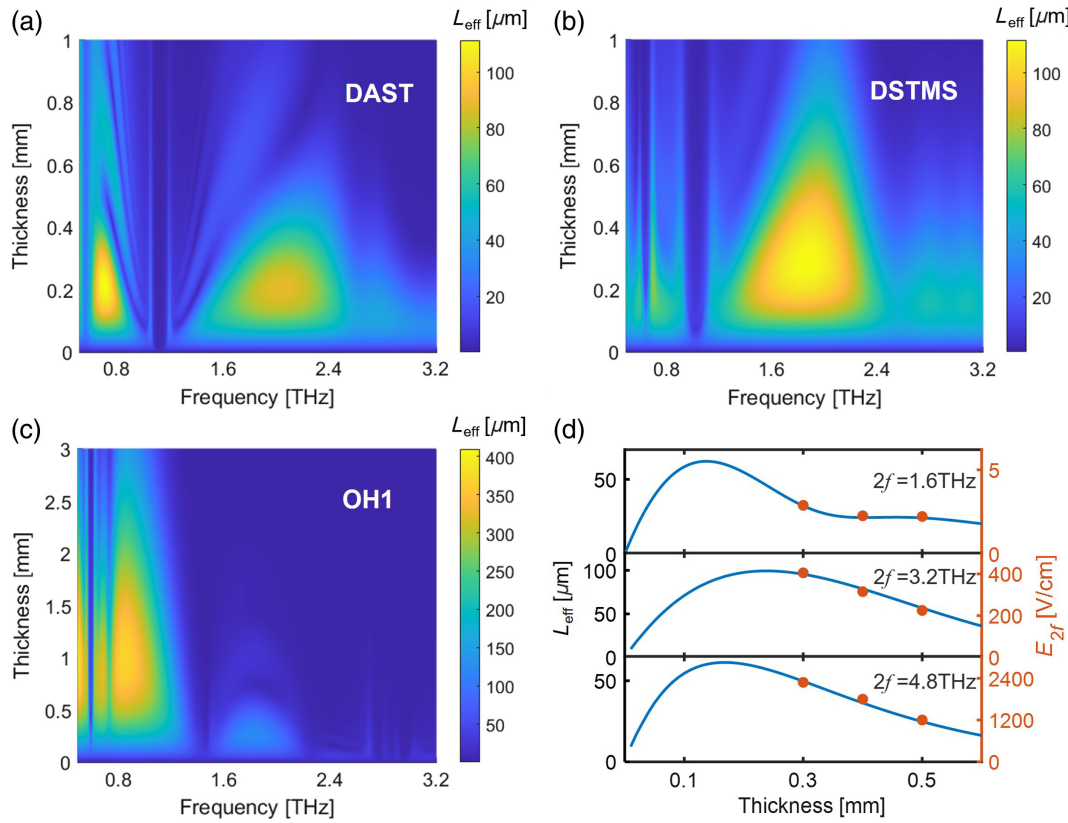 (a)
L_eff [μm]
DAST
Thickness [mm]
1
0.8
0.6
0.4
0.2
0
0.8 1.6 2.4 3.2
Frequency [THz]
100
80
60
40
20
(b)
L_eff [μm]
DSTMS
Thickness [mm]
1
0.8
0.6
0.4
0.2
0
0.8 1.6 2.4 3.2
Frequency [THz]
100
80
60
40
20
(c)
L_eff [μm]
OH1
Thickness [mm]
3
2.5
2
1.5
1
0.5
0
0.8 1.6 2.4 3.2
Frequency [THz]
400
350
300
250
200
150
100
50
(d)
2f=1.6THz
50
0
5
0
2f=3.2THz
100
50
0
400
200
0
2f=4.8THz
50
0
2400
1200
0
L_eff [μm]
E_2f [V/cm]
0.1 0.3 0.5
Thickness [mm]